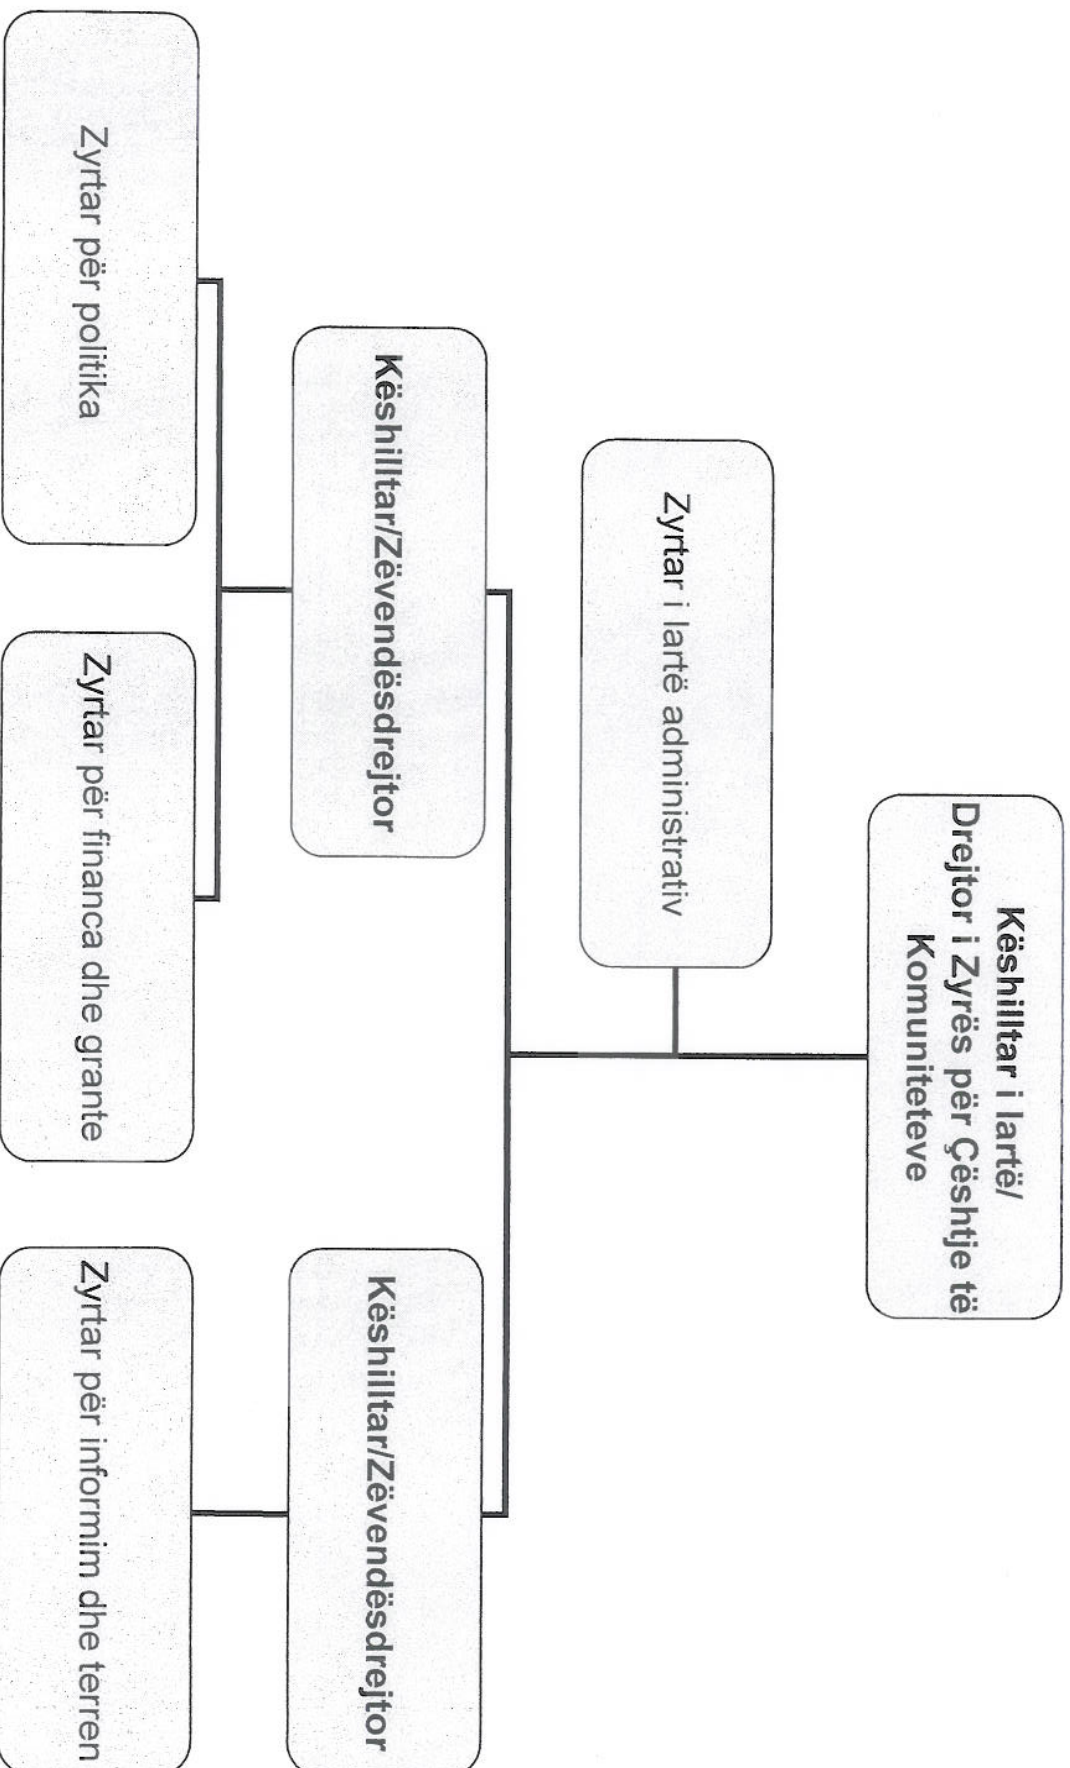 Këshilltar i lartë/
Drejtor i Zyrës për Çështje të
Komuniteteve
Zyrtar i lartë administrativ
Këshilltar/Zëvendësdrejtor
Këshilltar/Zëvendësdrejtor
Zyrtar për politika
Zyrtar për financa dhe grante
Zyrtar për informim dhe terren